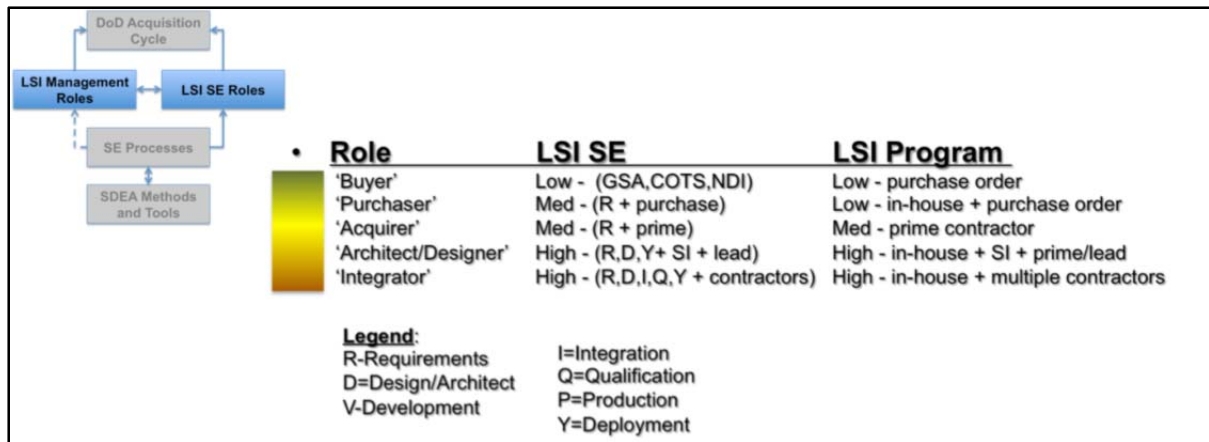 DoD Acquisition
Cycle
LSI Management
Roles
LSI SE Roles
SE Processes
SDEA Methods
and Tools
• Role LSI SE LSI Program
‘Buyer’ Low - (GSA,COTS,NDI) Low - purchase order
‘Purchaser’ Med - (R + purchase) Low - in-house + purchase order
‘Acquirer’ Med - (R + prime) Med - prime contractor
‘Architect/Designer’ High - (R,D,Y+ SI + lead) High - in-house + SI + prime/lead
‘Integrator’ High - (R,D,I,Q,Y + contractors) High - in-house + multiple contractors
Legend:
R-Requirements
D=Design/Architect
V-Development
I=Integration
Q=Qualification
P=Production
Y=Deployment